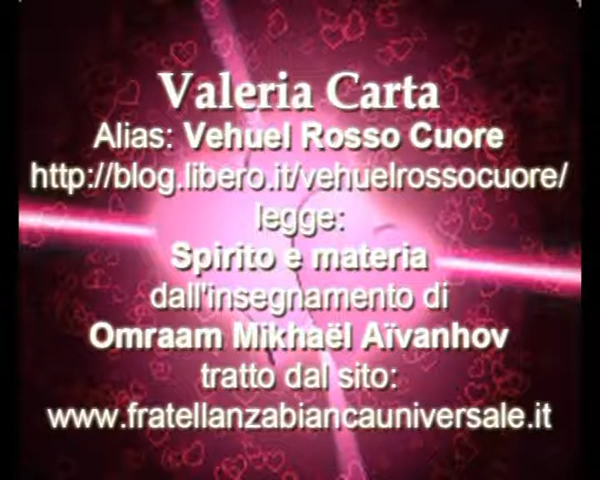 Valeria Carta
Alias: Vehuel Rosso Cuore
http://blog.libero.it/vehuelrossocuore/
legge:
Spirito e materia
dall'insegnamento di
Omraam Mikhaël Aïvanhov
tratto dal sito:
www.fratellanzabiancauniversale.it